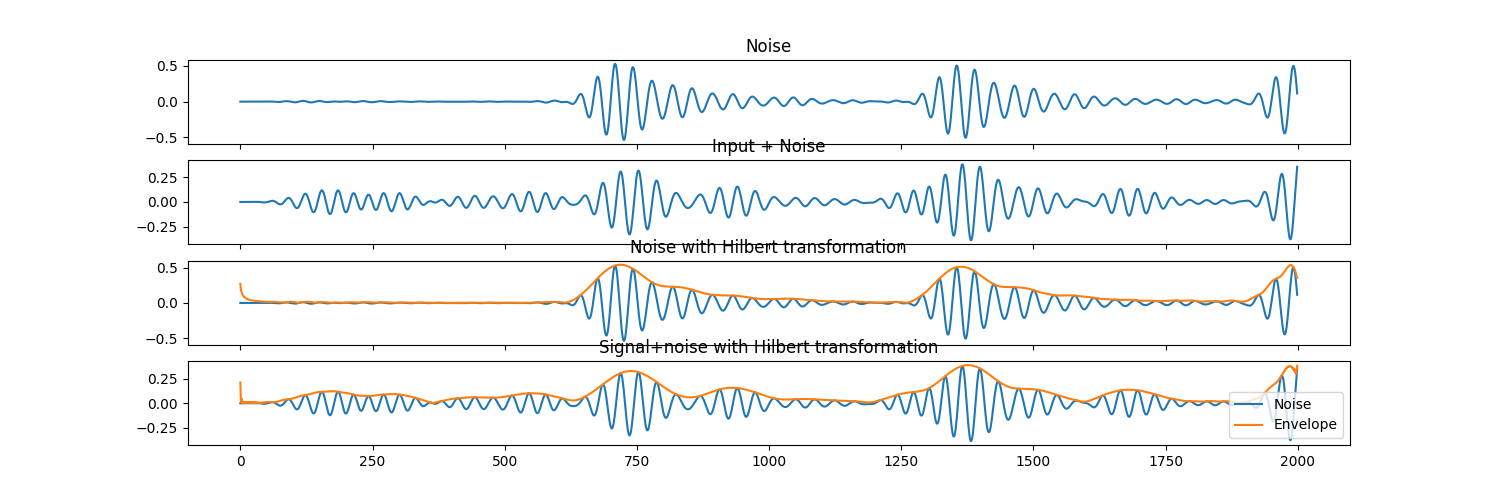 Noise
0.5
0.0
−0.5
Input + Noise
0.25
0.00
−0.25
Noise with Hilbert transformation
0.5
0.0
−0.5
Signal+noise with Hilbert transformation
0.25
0.00
−0.25
Noise
Envelope
0 250 500 750 1000 1250 1500 1750 2000